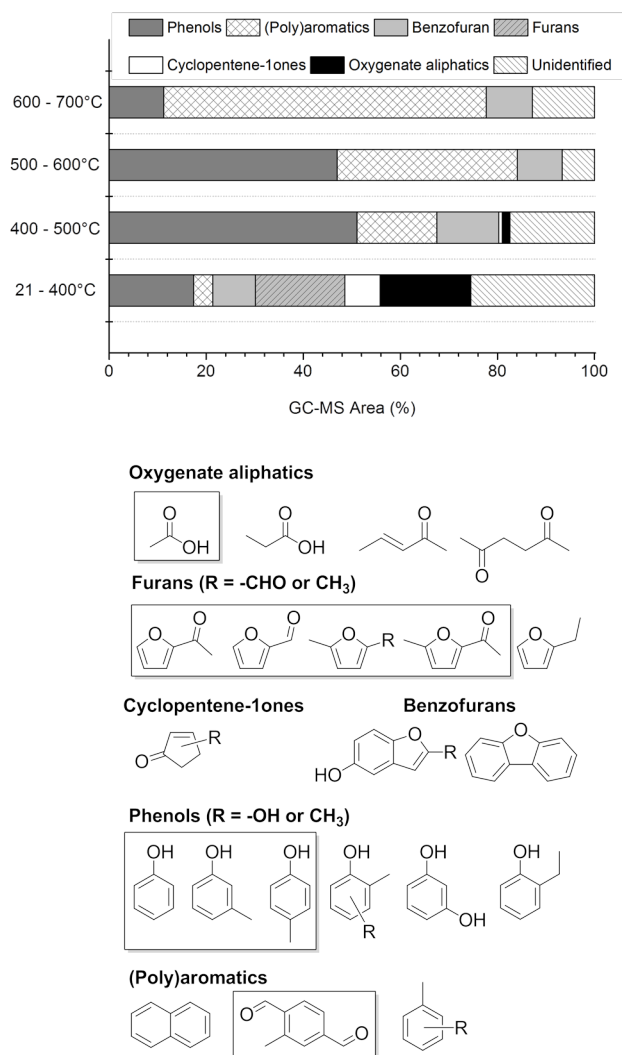 Phenols (Poly)aromatics Benzofuran Furans
Cyclopentene-1ones Oxygenate aliphatics Unidentified
600 - 700°C
500 - 600°C
400 - 500°C
21 - 400°C
0 20 40 60 80 100
GC-MS Area (%)
Oxygenate aliphatics
O O O O
OH OH
O
Furans (R = -CHO or CH₃)
O O O O O R O O O
Cyclopentene-1ones Benzofurans
O R HO O R O
Phenols (R = -OH or CH₃)
OH OH OH OH OH OH
R OH
(Poly)aromatics
O O R